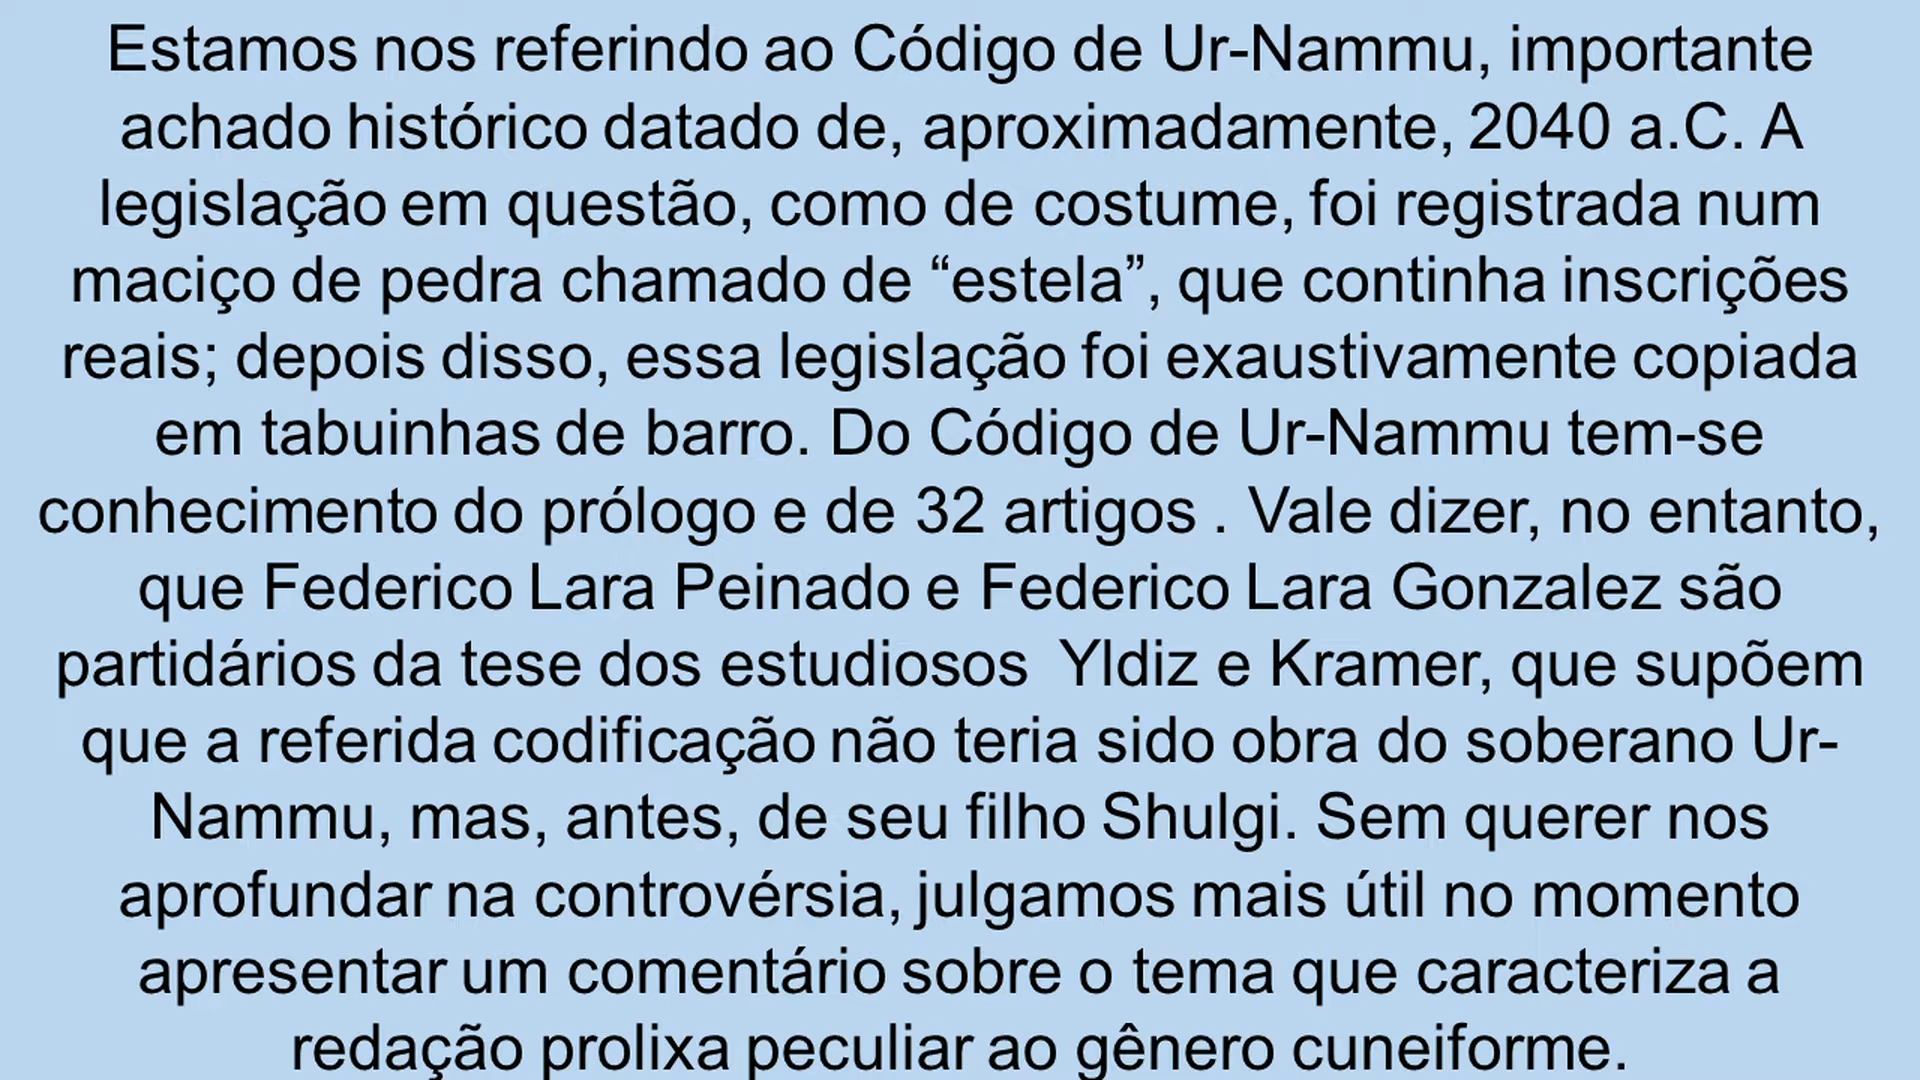 Estamos nos referindo ao Código de Ur-Nammu, importante
achado histórico datado de, aproximadamente, 2040 a.C. A
legislação em questão, como de costume, foi registrada num
maciço de pedra chamado de “estela”, que continha inscrições
reais; depois disso, essa legislação foi exaustivamente copiada
em tabuinhas de barro. Do Código de Ur-Nammu tem-se
conhecimento do prólogo e de 32 artigos . Vale dizer, no entanto,
que Federico Lara Peinado e Federico Lara Gonzalez são
partidários da tese dos estudiosos  Yldiz e Kramer, que supõem
que a referida codificação não teria sido obra do soberano Ur-
Nammu, mas, antes, de seu filho Shulgi. Sem querer nos
aprofundar na controvérsia, julgamos mais útil no momento
apresentar um comentário sobre o tema que caracteriza a
redação prolixa peculiar ao gênero cuneiforme.